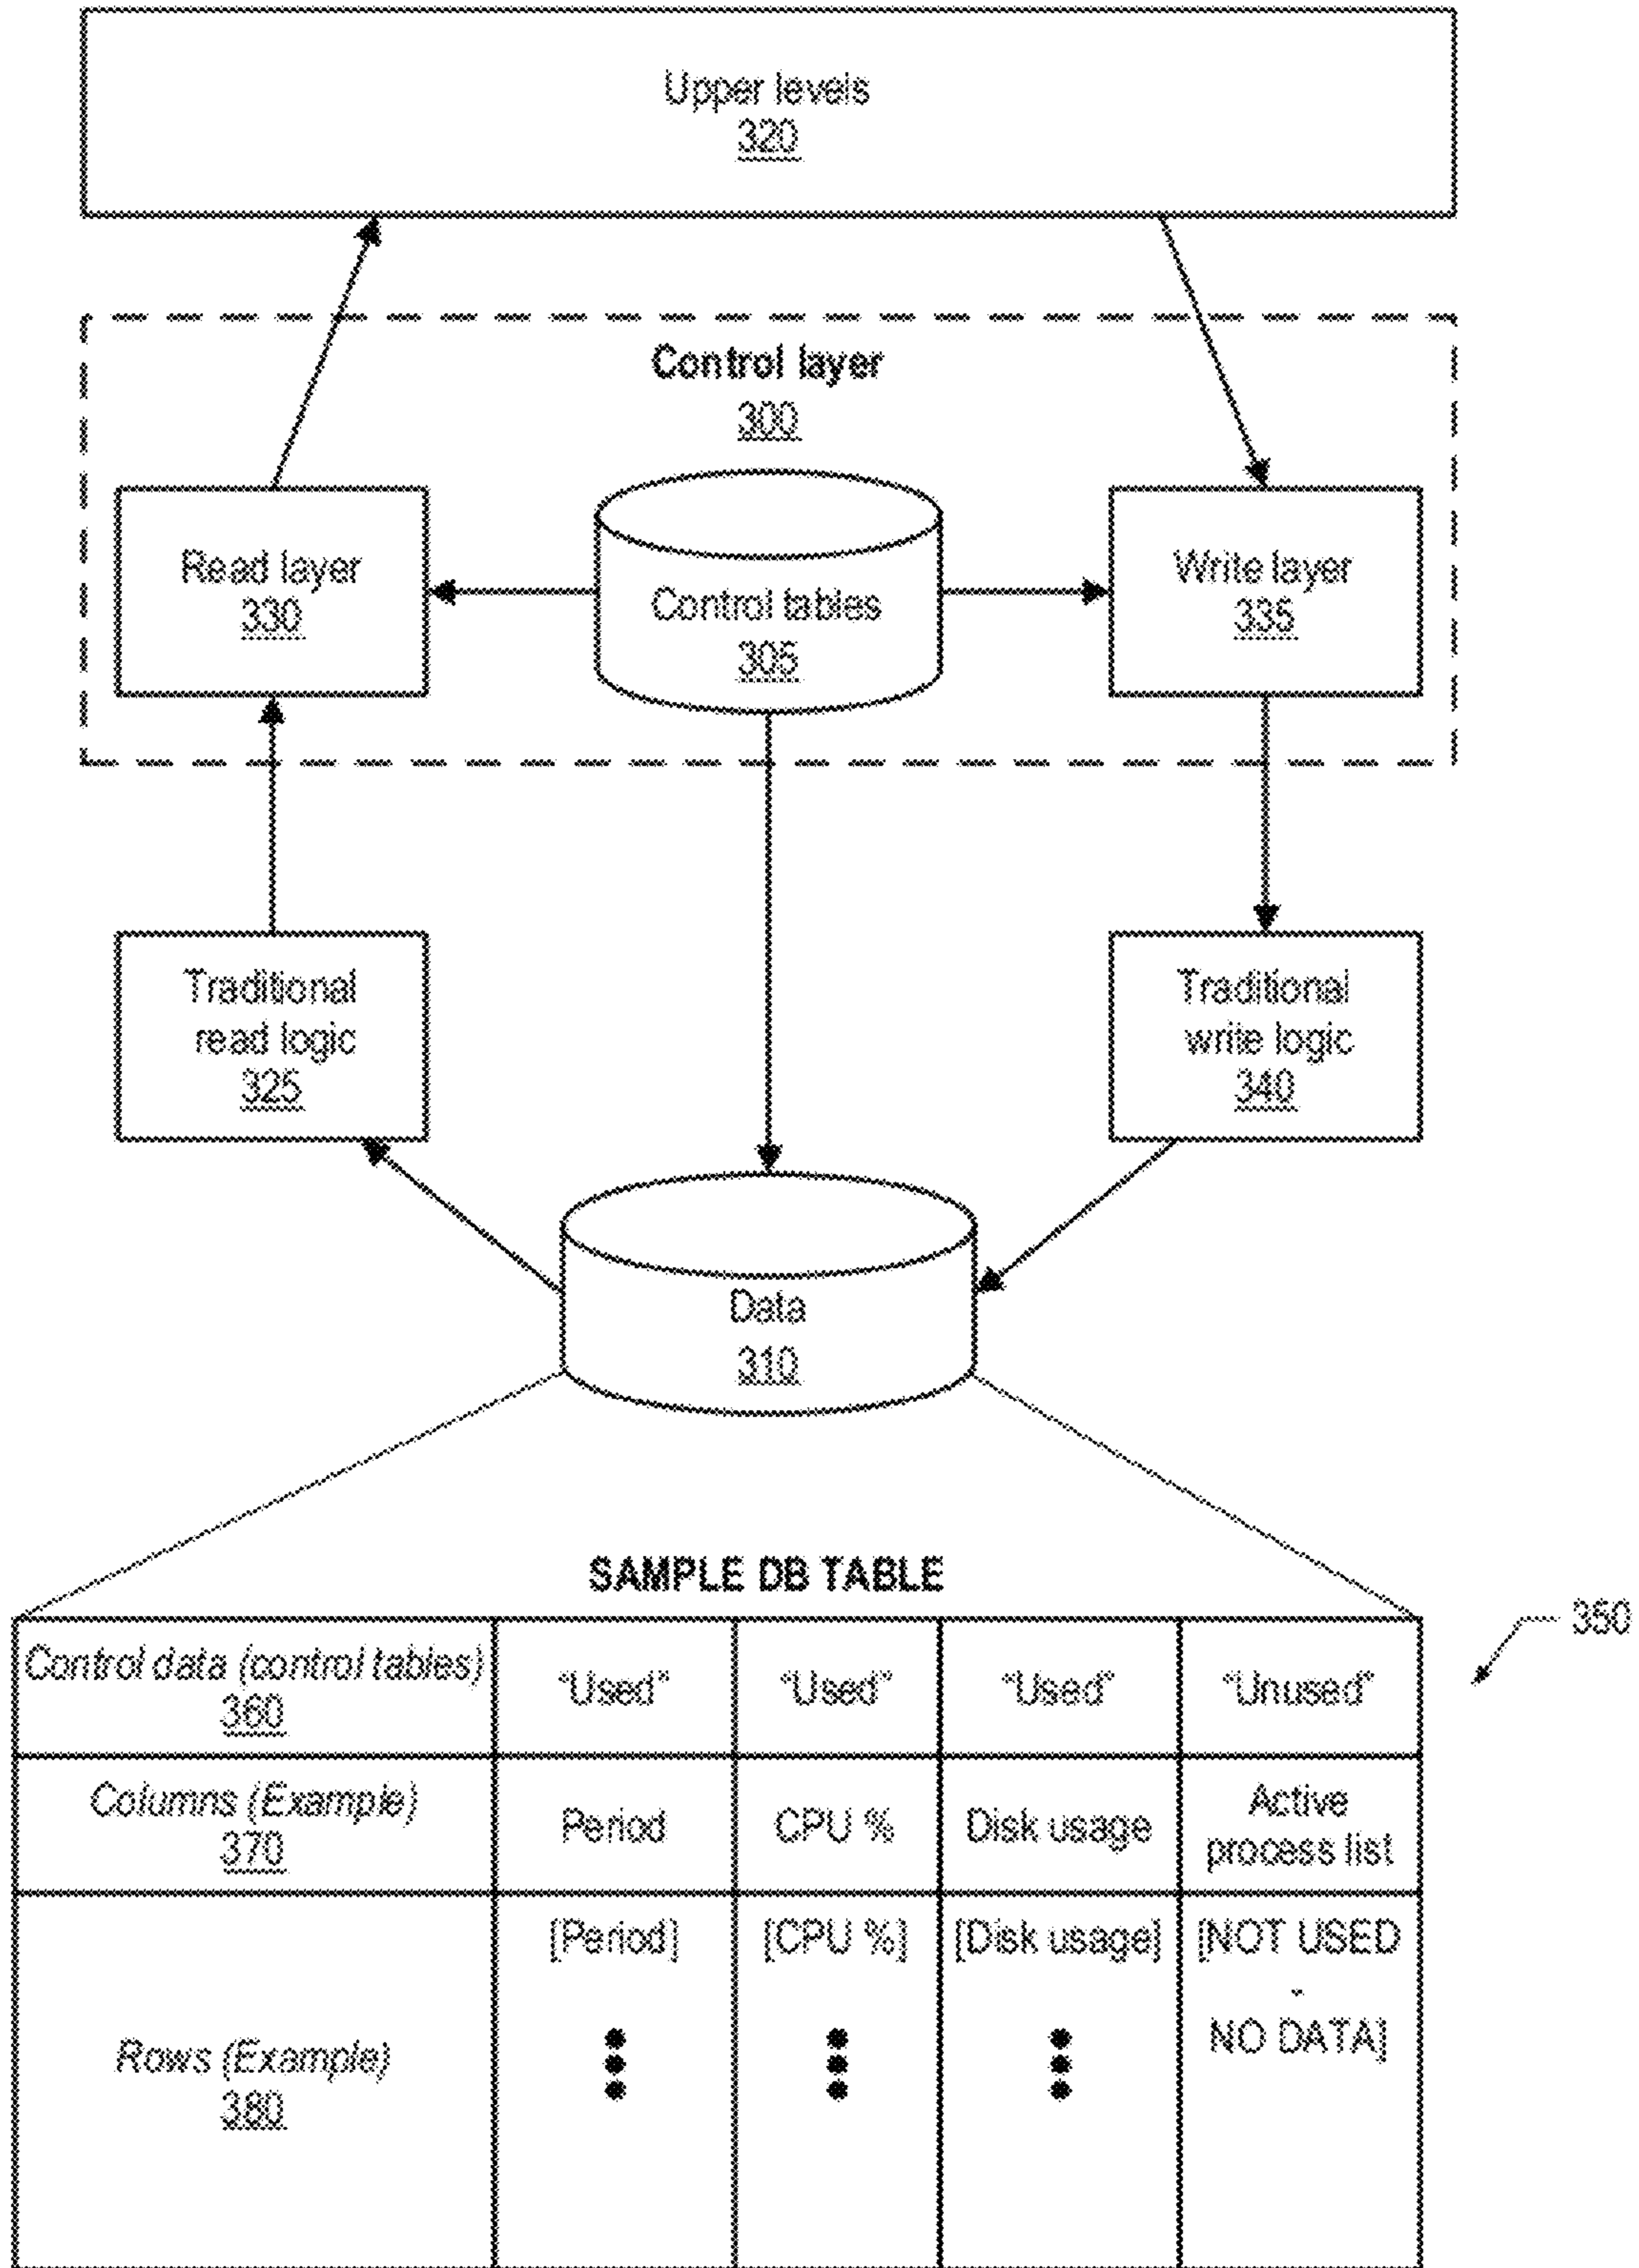 Upper levels
320
Control layer
300
Read layer
330
Control tables
305
Write layer
335
Traditional
read logic
325
Traditional
write logic
340
Data
310
SAMPLE DB TABLE
350
Control data (control tables)
360
"Used"
"Used"
"Used"
"Unused"
Columns (Example)
370
Period
CPU %
Disk usage
Active
process list
Rows (Example)
380
[Period]
[CPU %]
[Disk usage]
[NOT USED
-
NO DATA]